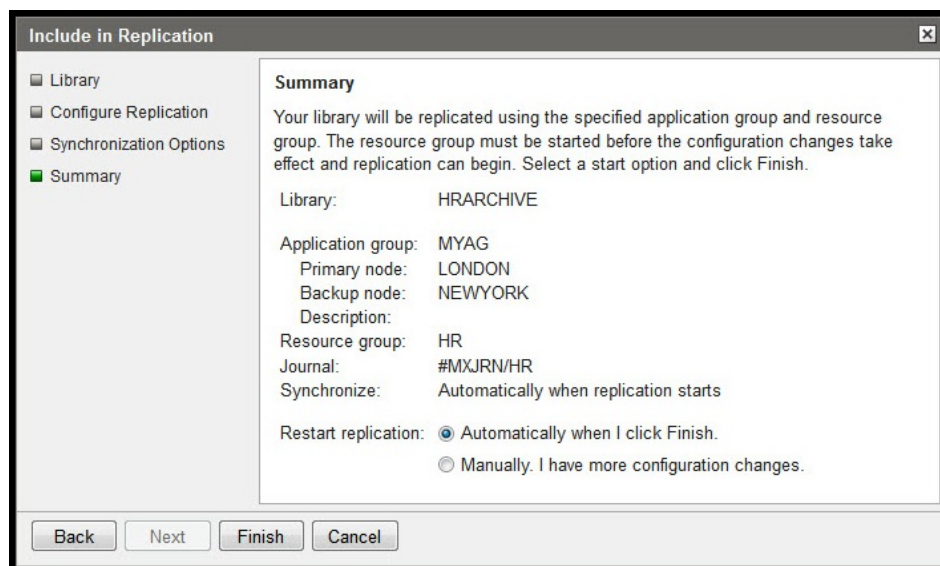 Include in Replication
Library
Configure Replication
Synchronization Options
Summary
Summary
Your library will be replicated using the specified application group and resource
group. The resource group must be started before the configuration changes take
effect and replication can begin. Select a start option and click Finish.
Library: HRARCHIVE
Application group: MYAG
Primary node: LONDON
Backup node: NEWYORK
Description:
Resource group: HR
Journal: #MXJRN/HR
Synchronize: Automatically when replication starts
Restart replication: Automatically when I click Finish.
Manually. I have more configuration changes.
Back Next Finish Cancel